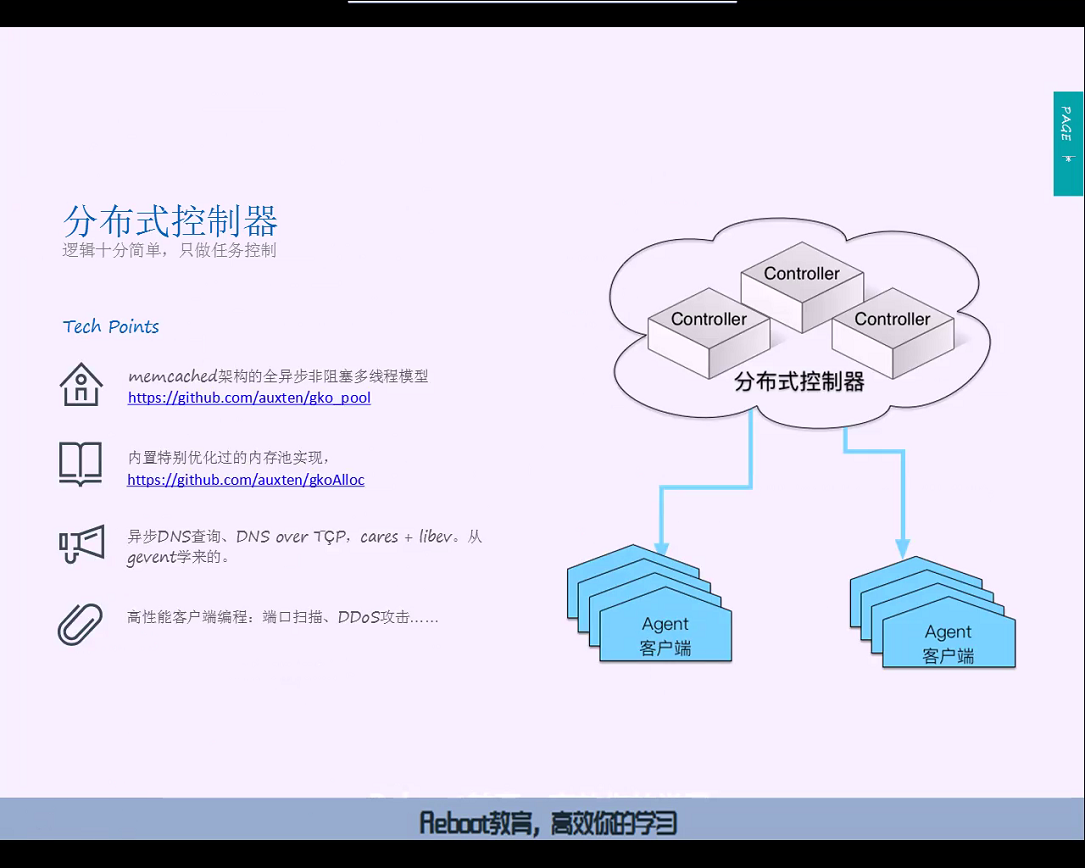 PAGE *
分布式控制器
逻辑十分简单，只做任务控制
Tech Points
memcached架构的全异步非阻塞多线程模型
https://github.com/auxten/gko_pool
内置特别优化过的内存池实现，
https://github.com/auxten/gkoAlloc
异步DNS查询、DNS over TCP，cares + libev。从
gevent学来的。
高性能客户端编程：端口扫描、DDoS攻击……
Controller
Controller
Controller
分布式控制器
Agent
客户端
Agent
客户端
Reboot教育，高效你的学习